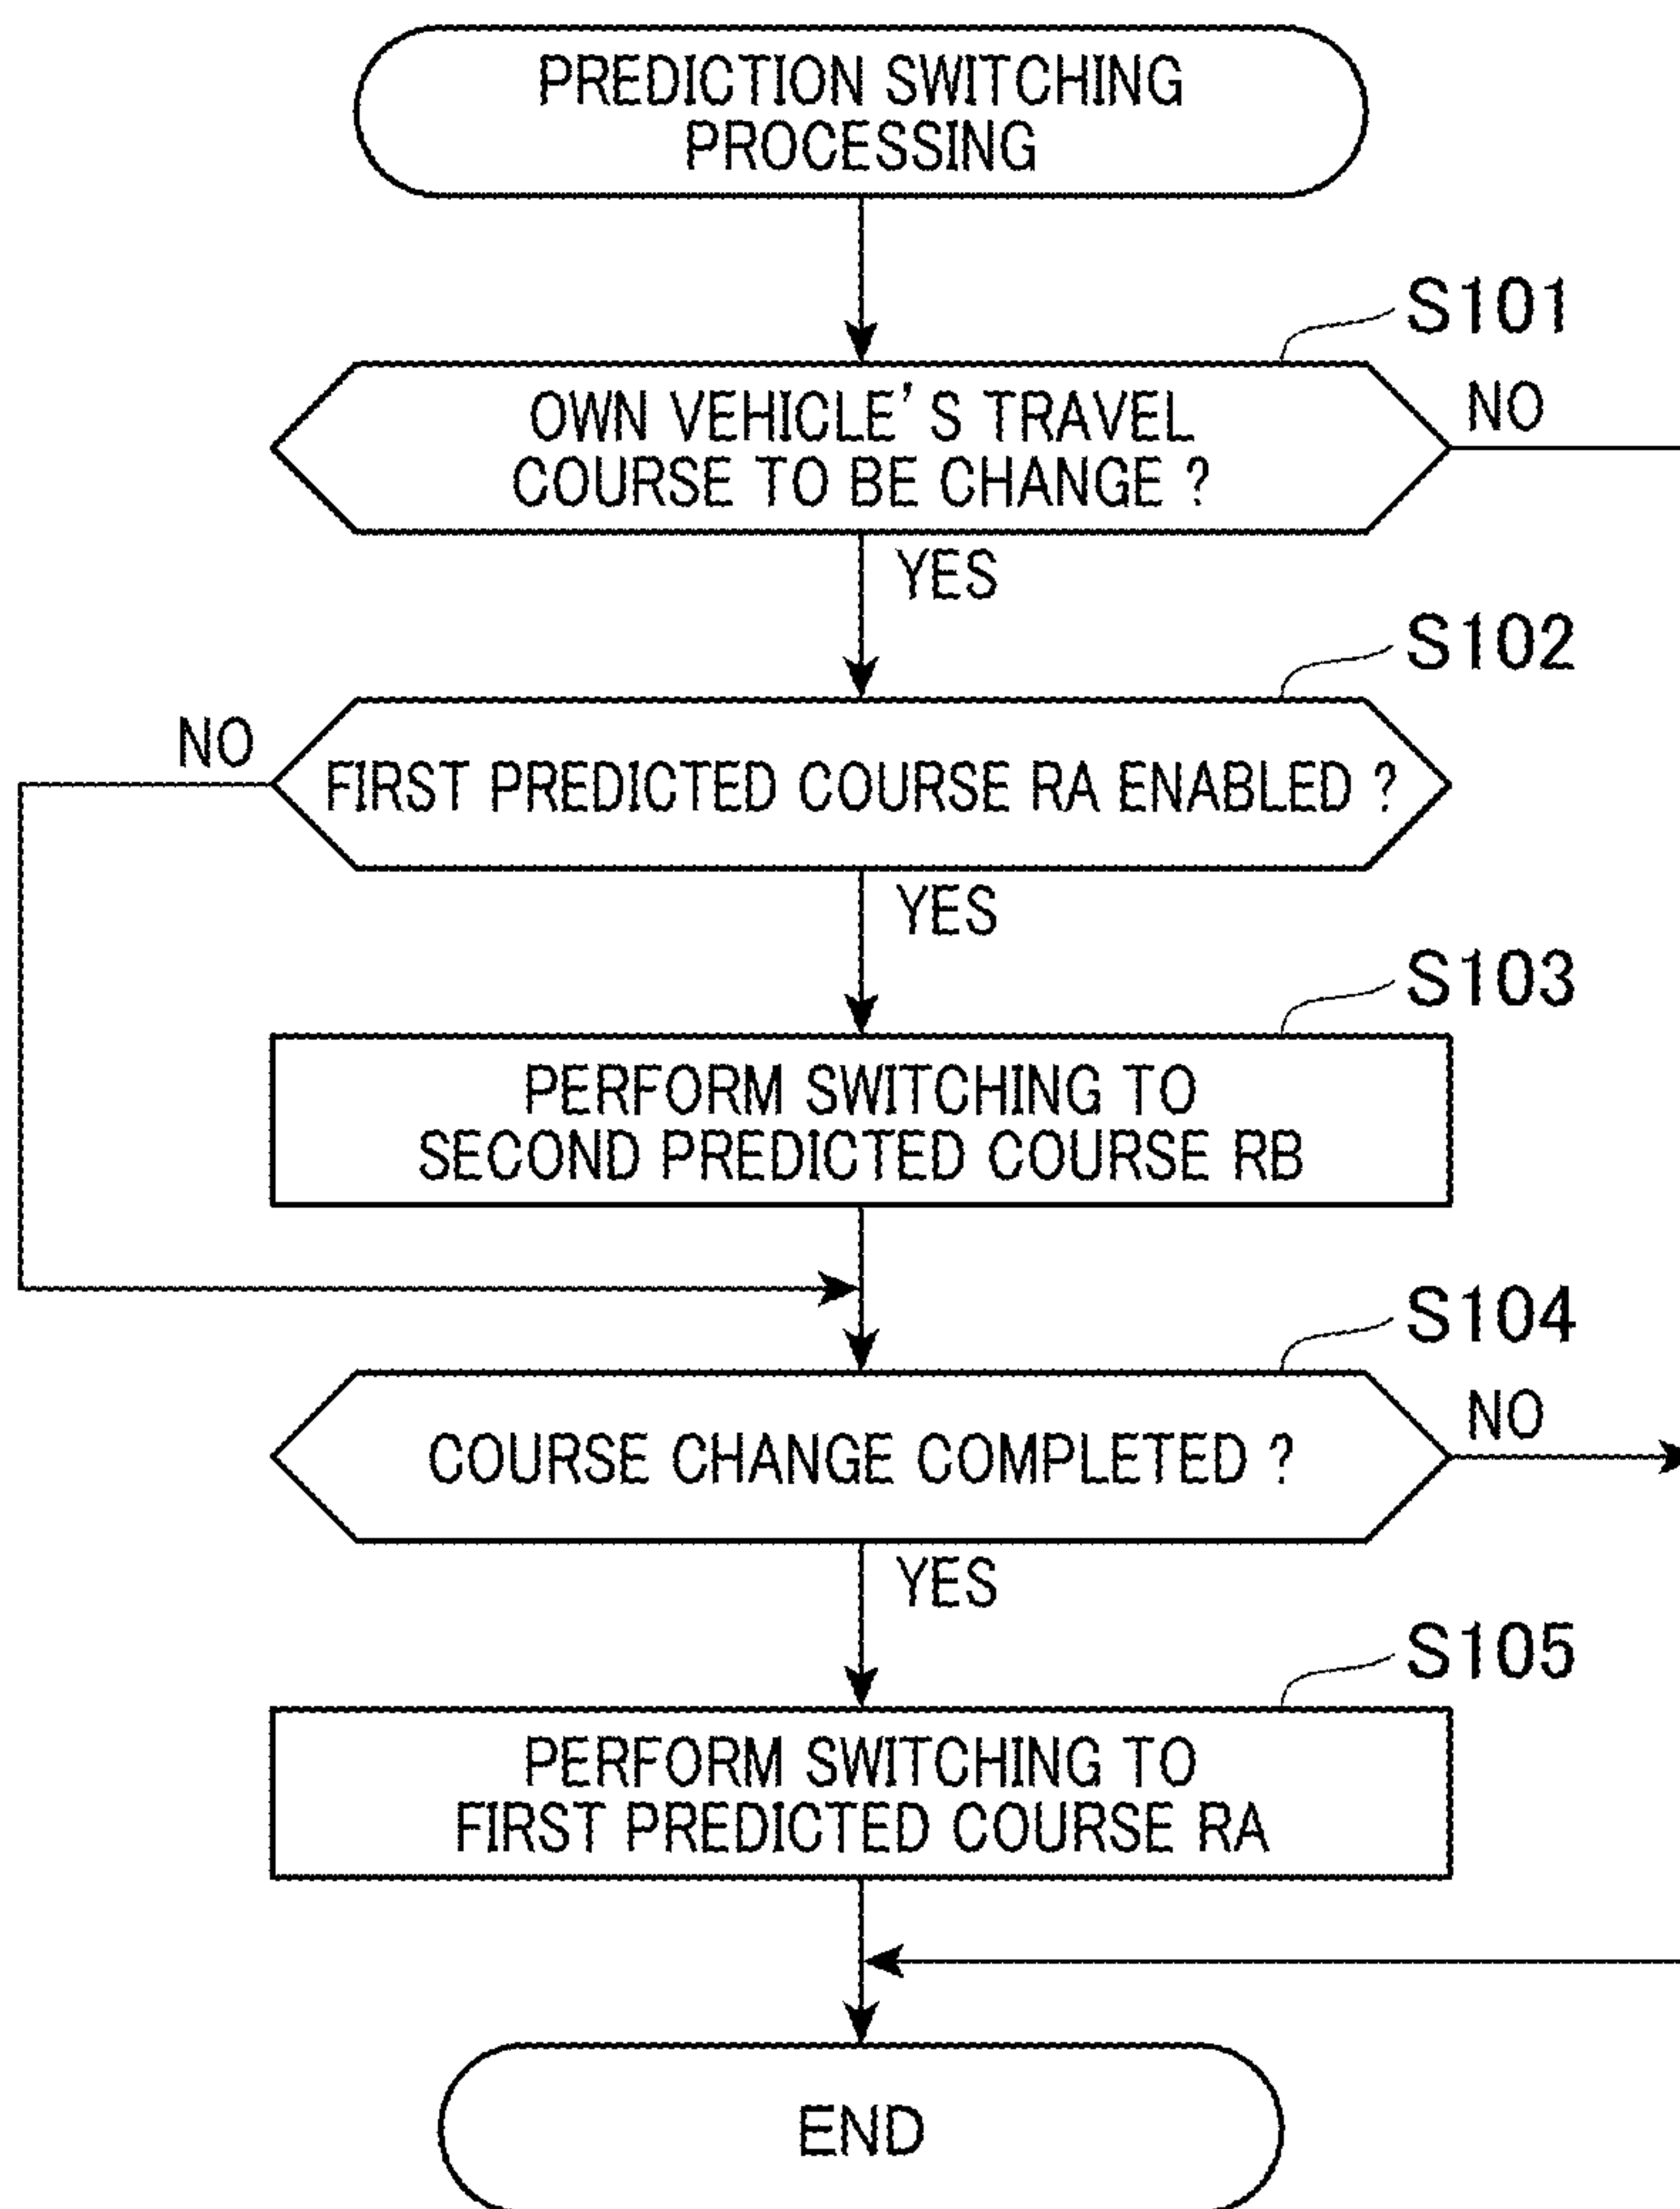 PREDICTION SWITCHING
PROCESSING
S101
OWN VEHICLE'S TRAVEL
COURSE TO BE CHANGE ?
NO
YES
S102
NO
FIRST PREDICTED COURSE RA ENABLED ?
YES
S103
PERFORM SWITCHING TO
SECOND PREDICTED COURSE RB
S104
NO
COURSE CHANGE COMPLETED ?
YES
S105
PERFORM SWITCHING TO
FIRST PREDICTED COURSE RA
END